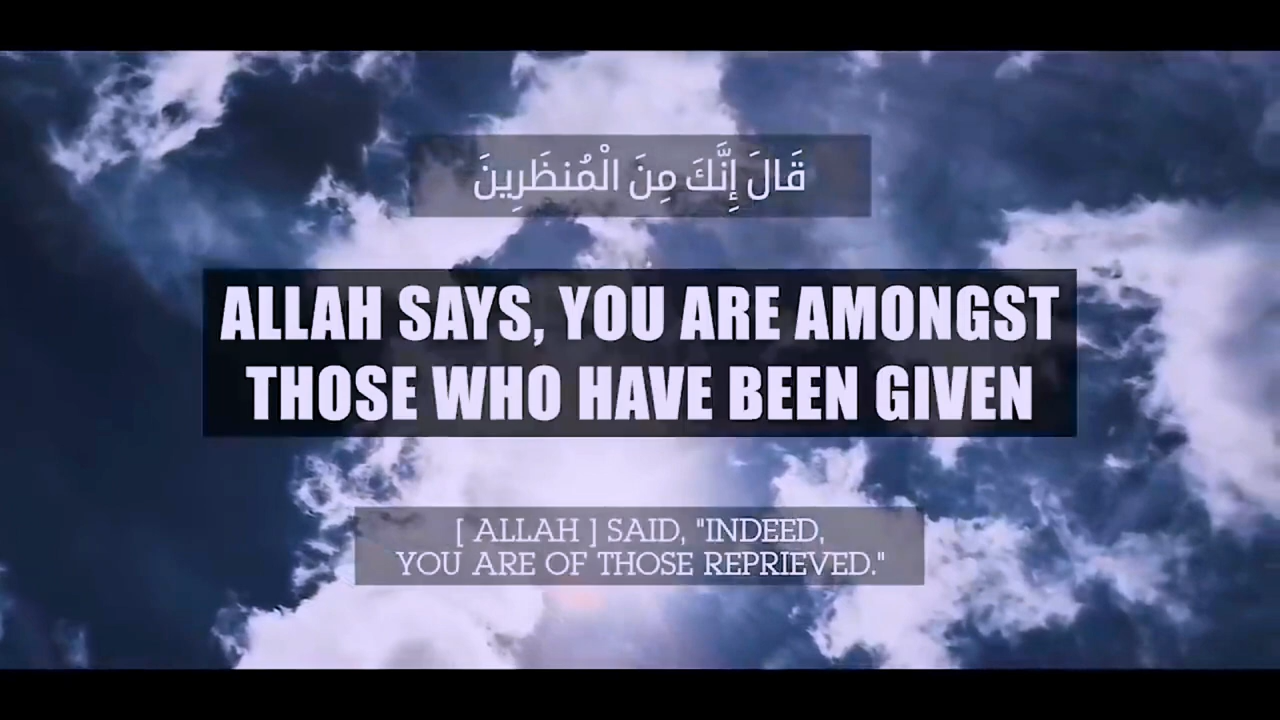 قَالَ إِنَّكَ مِنَ الْمُنظَرِينَ
ALLAH SAYS, YOU ARE AMONGST
THOSE WHO HAVE BEEN GIVEN
[ ALLAH ] SAID, "INDEED,
YOU ARE OF THOSE REPRIEVED."